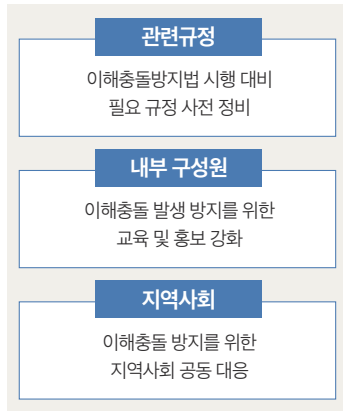 관련규정
이해충돌방지법 시행 대비
필요 규정 사전 정비
내부 구성원
이해충돌 발생 방지를 위한
교육 및 홍보 강화
지역사회
이해충돌 방지를 위한
지역사회 공동 대응